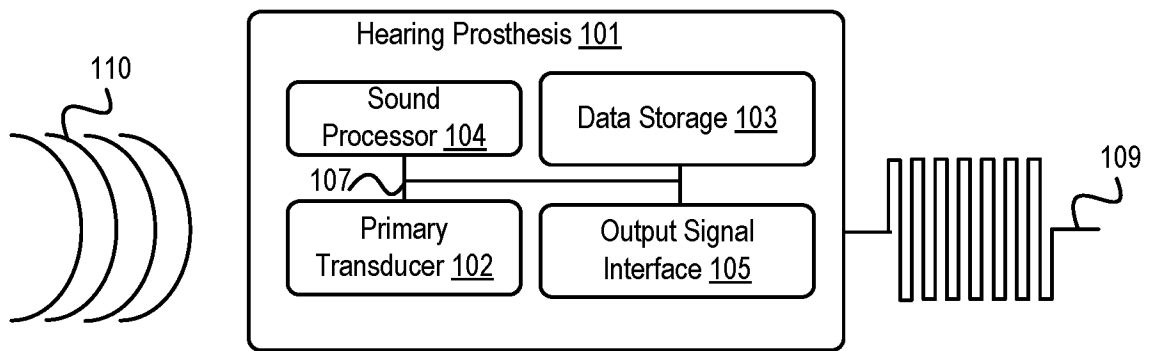 Hearing Prosthesis 101
110
Sound
Processor 104
Data Storage 103
107
109
Primary
Transducer 102
Output Signal
Interface 105